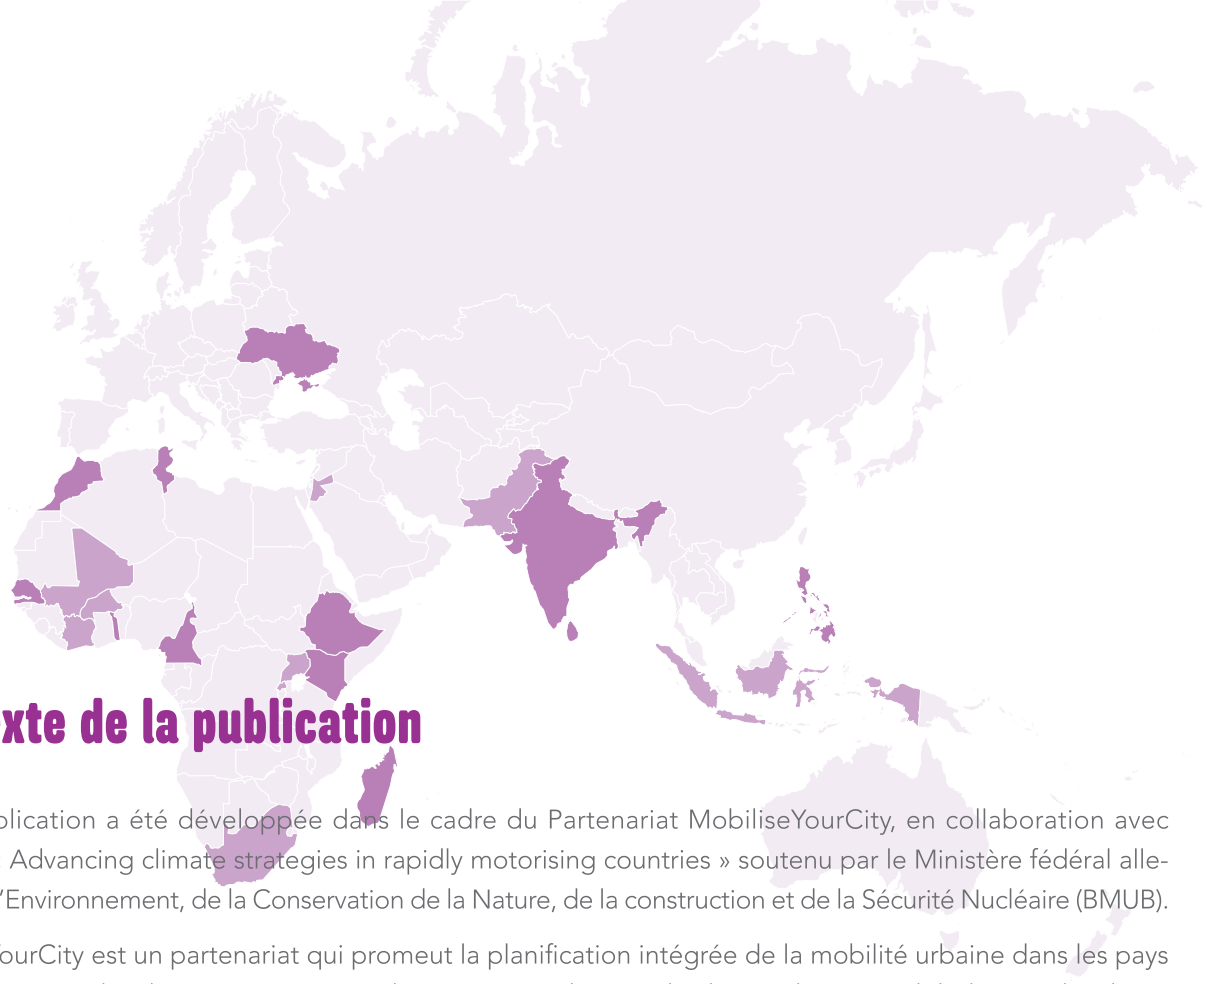 xte de la publication
blication a été développée dans le cadre du Partenariat MobiliseYourCity, en collaboration avec
: Advancing climate strategies in rapidly motorising countries » soutenu par le Ministère fédéral alle-
l’Environnement, de la Conservation de la Nature, de la construction et de la Sécurité Nucléaire (BMUB).
YourCity est un partenariat qui promeut la planification intégrée de la mobilité urbaine dans les pays